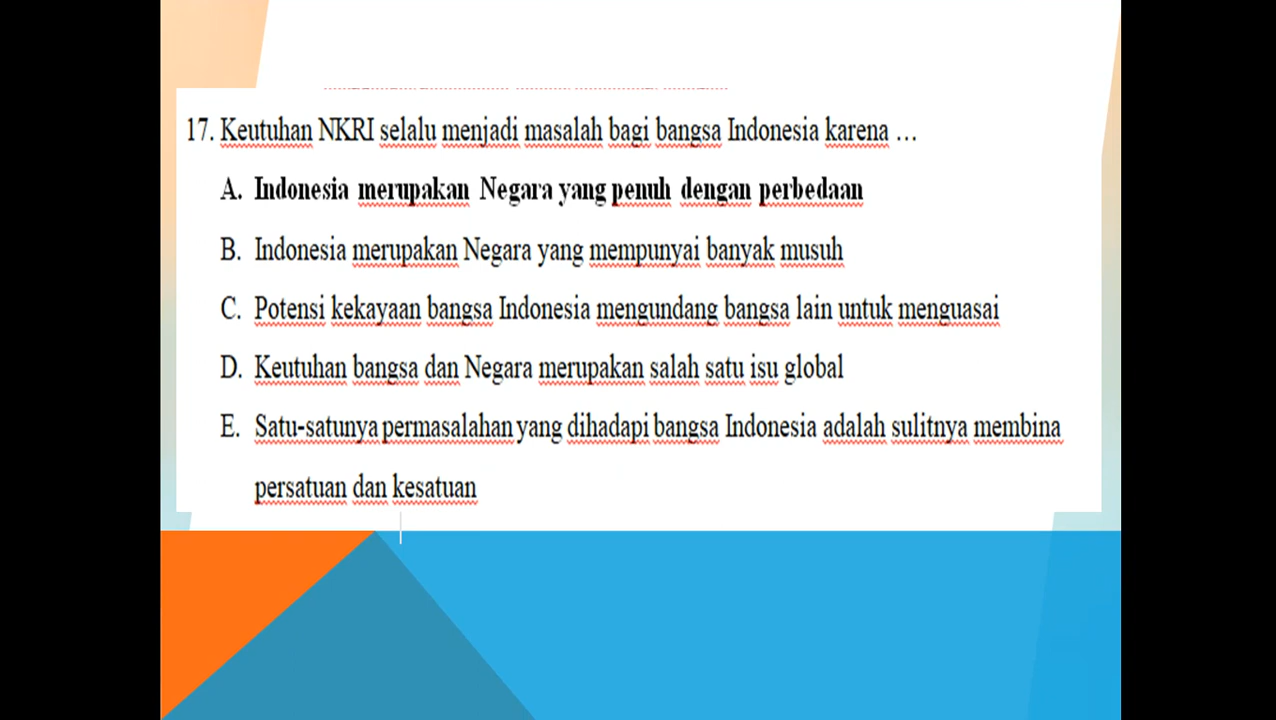 17. Keutuhan NKRI selalu menjadi masalah bagi bangsa Indonesia karena …
A. Indonesia merupakan Negara yang penuh dengan perbedaan
B. Indonesia merupakan Negara yang mempunyai banyak musuh
C. Potensi kekayaan bangsa Indonesia mengundang bangsa lain untuk menguasai
D. Keutuhan bangsa dan Negara merupakan salah satu isu global
E. Satu-satunya permasalahan yang dihadapi bangsa Indonesia adalah sulitnya membina
persatuan dan kesatuan